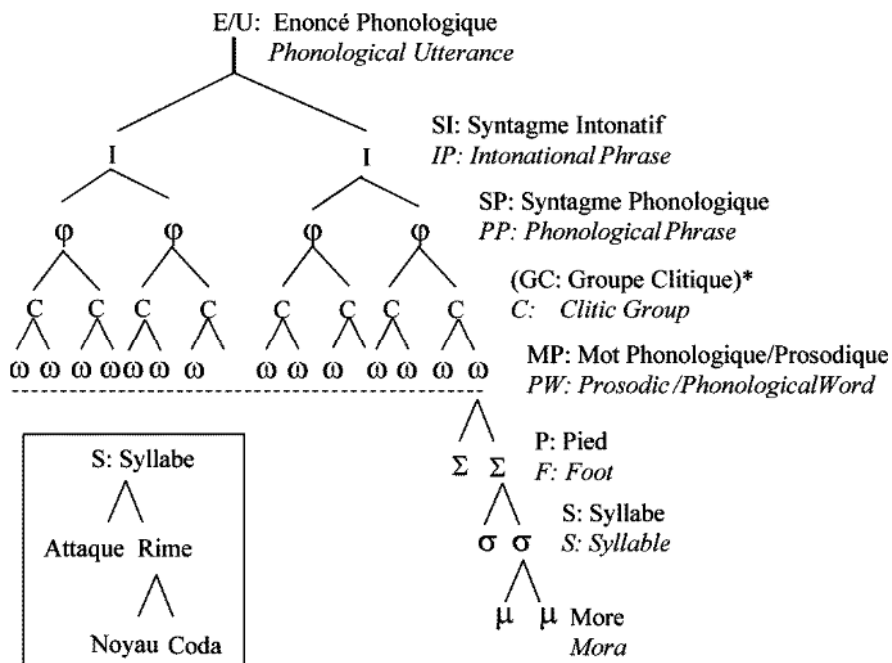 E/U: Enoncé Phonologique
Phonological Utterance
SI: Syntagme Intonatif
I I
IP: Intonational Phrase
SP: Syntagme Phonologique
φ φ φ φ
PP: Phonological Phrase
(GC: Groupe Clitique)*
C C C C C C C C
C: Clitic Group
MP: Mot Phonologique/Prosodique
ω ω ω ω ω ω ω ω ω ω ω ω ω ω ω ω
PW: Prosodic/PhonologicalWord
P: Pied
S: Syllabe
Σ Σ F: Foot
S: Syllabe
Attaque Rime
σ σ S: Syllable
μ μ More
Noyau Coda
Mora